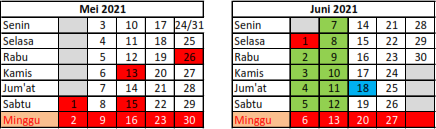 Mei 2021 Juni 2021
Senin 3 10 17 24/31 Senin 7 14 21 28
Selasa 4 11 18 25 Selasa 1 8 15 22 29
Rabu 5 12 19 26 Rabu 2 9 16 23 30
Kamis 6 13 20 27 Kamis 3 10 17 24
Jum'at 7 14 21 28 Jum'at 4 11 18 25
Sabtu 1 8 15 22 29 Sabtu 5 12 19 26
Minggu 2 9 16 23 30 Minggu 6 13 20 27